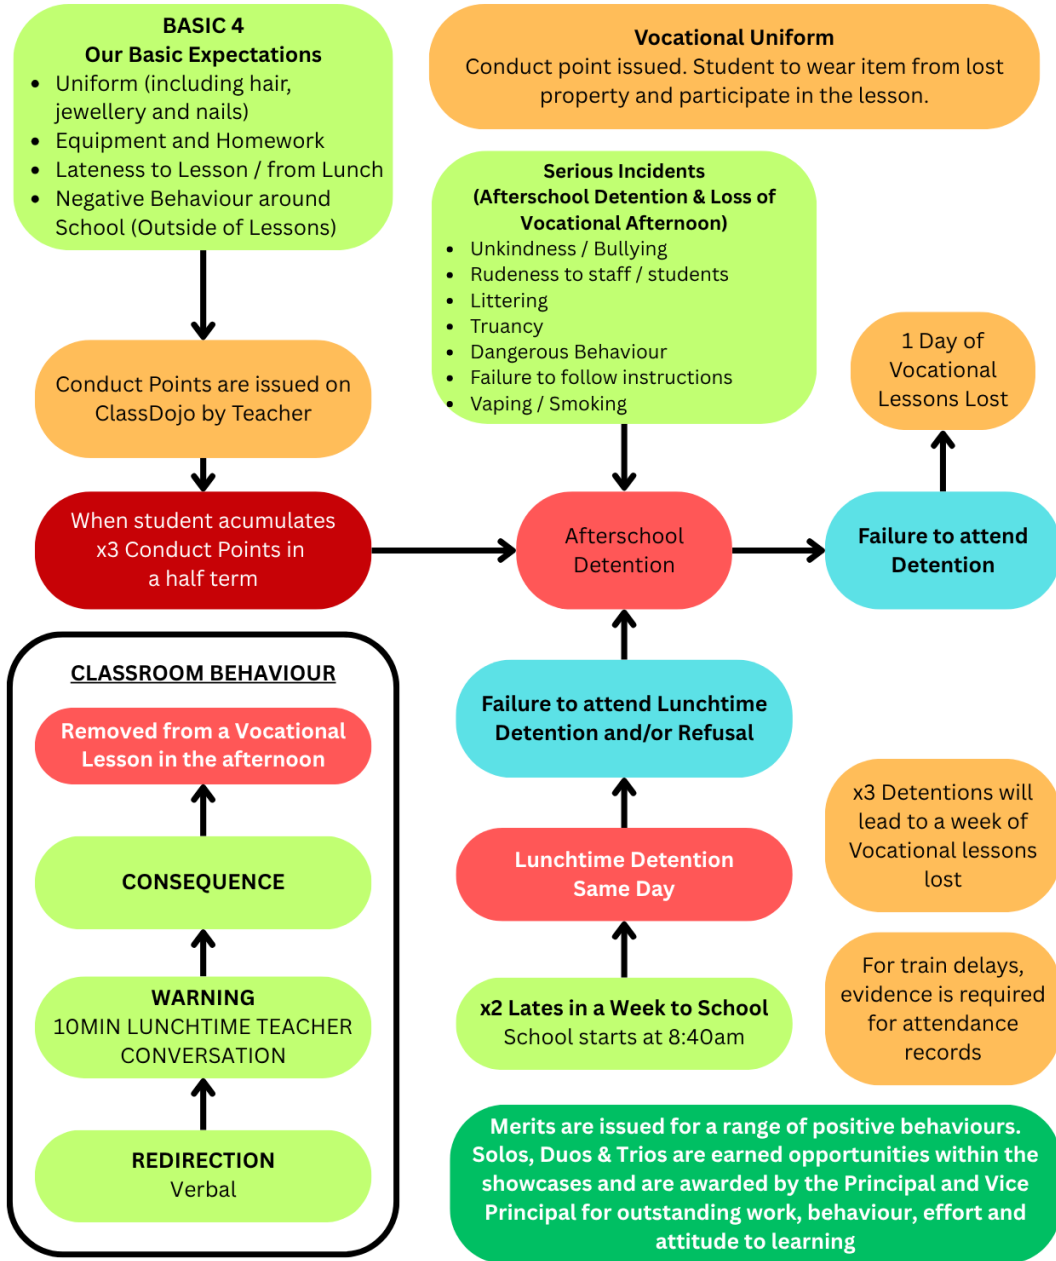 BASIC 4
Our Basic Expectations
• Uniform (including hair,
jewellery and nails)
• Equipment and Homework
• Lateness to Lesson / from Lunch
• Negative Behaviour around
School (Outside of Lessons)
Vocational Uniform
Conduct point issued. Student to wear item from lost
property and participate in the lesson.
Serious Incidents
(Afterschool Detention & Loss of
Vocational Afternoon)
• Unkindness / Bullying
• Rudeness to staff / students
• Littering
• Truancy
• Dangerous Behaviour
• Failure to follow instructions
• Vaping / Smoking
1 Day of
Vocational
Lessons Lost
Conduct Points are issued on
ClassDojo by Teacher
When student acumulates
x3 Conduct Points in
a half term
Afterschool
Detention
Failure to attend
Detention
CLASSROOM BEHAVIOUR
Removed from a Vocational
Lesson in the afternoon
CONSEQUENCE
WARNING
10MIN LUNCHTIME TEACHER
CONVERSATION
REDIRECTION
Verbal
Failure to attend Lunchtime
Detention and/or Refusal
Lunchtime Detention
Same Day
x2 Lates in a Week to School
School starts at 8:40am
x3 Detentions will
lead to a week of
Vocational lessons
lost
For train delays,
evidence is required
for attendance
records
Merits are issued for a range of positive behaviours.
Solos, Duos & Trios are earned opportunities within the
showcases and are awarded by the Principal and Vice
Principal for outstanding work, behaviour, effort and
attitude to learning